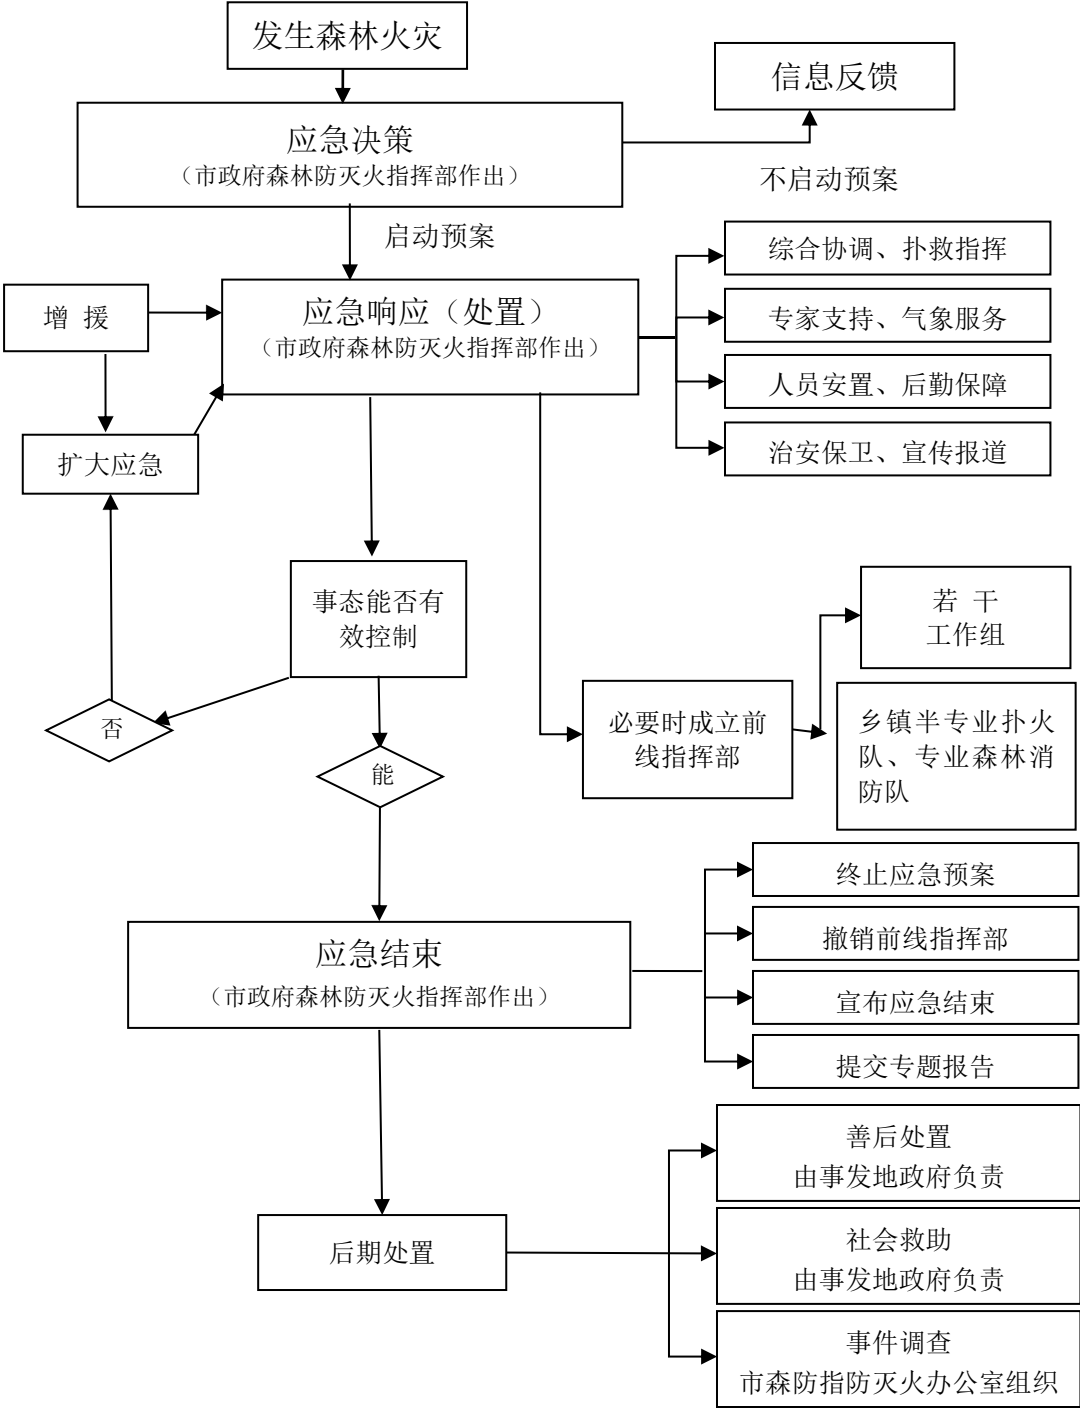 发生森林火灾
信息反馈
应急决策
（市政府森林防灭火指挥部作出）
不启动预案
启动预案
综合协调、扑救指挥
增 援
应急响应（处置）
（市政府森林防灭火指挥部作出）
专家支持、气象服务
人员安置、后勤保障
治安保卫、宣传报道
扩大应急
事态能否有
效控制
若 干
工作组
否
能
必要时成立前
线指挥部
乡镇半专业扑火
队、专业森林消
防队
终止应急预案
撤销前线指挥部
应急结束
（市政府森林防灭火指挥部作出）
宣布应急结束
提交专题报告
善后处置
由事发地政府负责
后期处置
社会救助
由事发地政府负责
事件调查
市森防指防灭火办公室组织